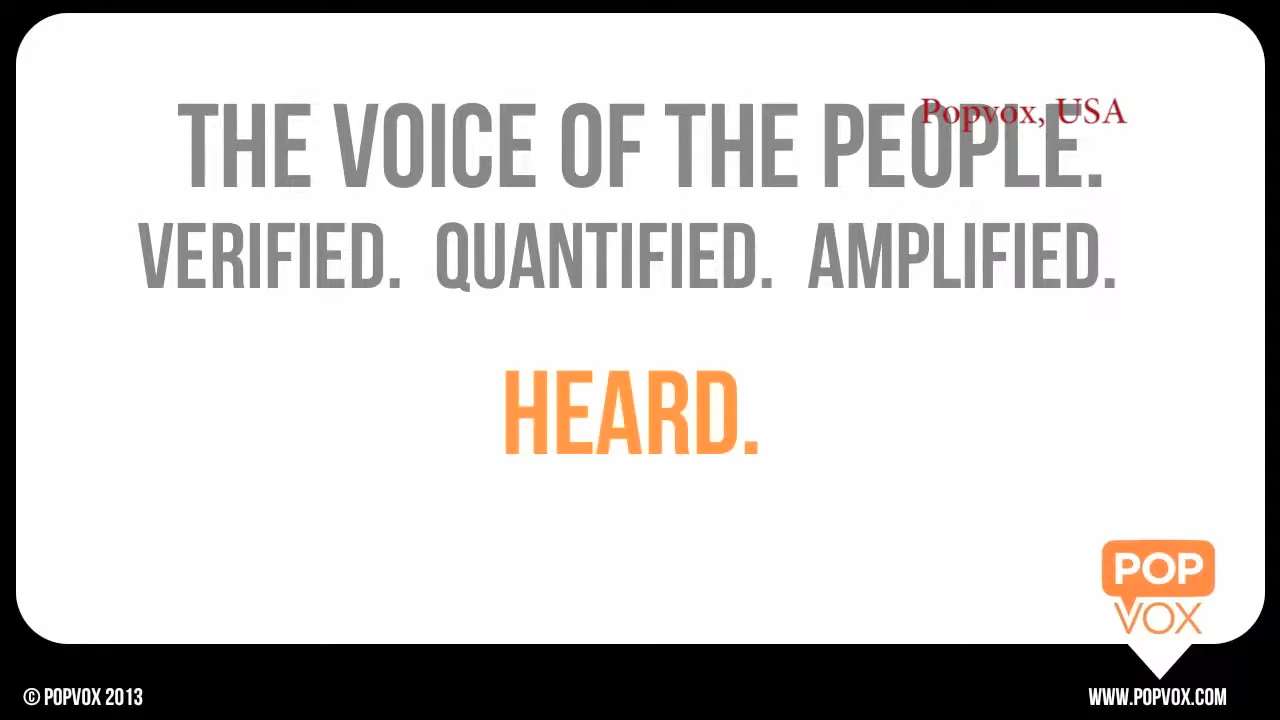 Popvox, USA
THE VOICE OF THE PEOPLE.
VERIFIED. QUANTIFIED. AMPLIFIED.
HEARD.
POP
VOX
© POPVOX 2013
WWW.POPVOX.COM